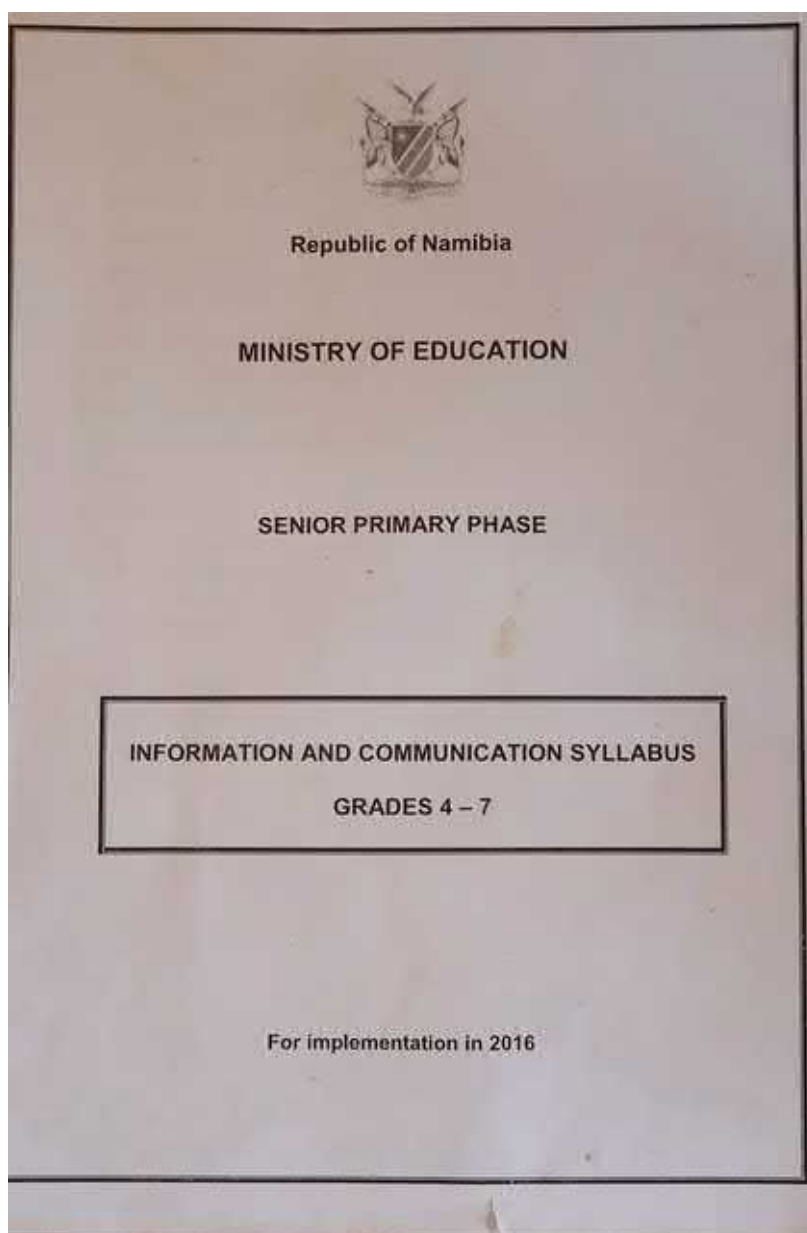 Republic of Namibia
MINISTRY OF EDUCATION
SENIOR PRIMARY PHASE
INFORMATION AND COMMUNICATION SYLLABUS
GRADES 4 – 7
For implementation in 2016